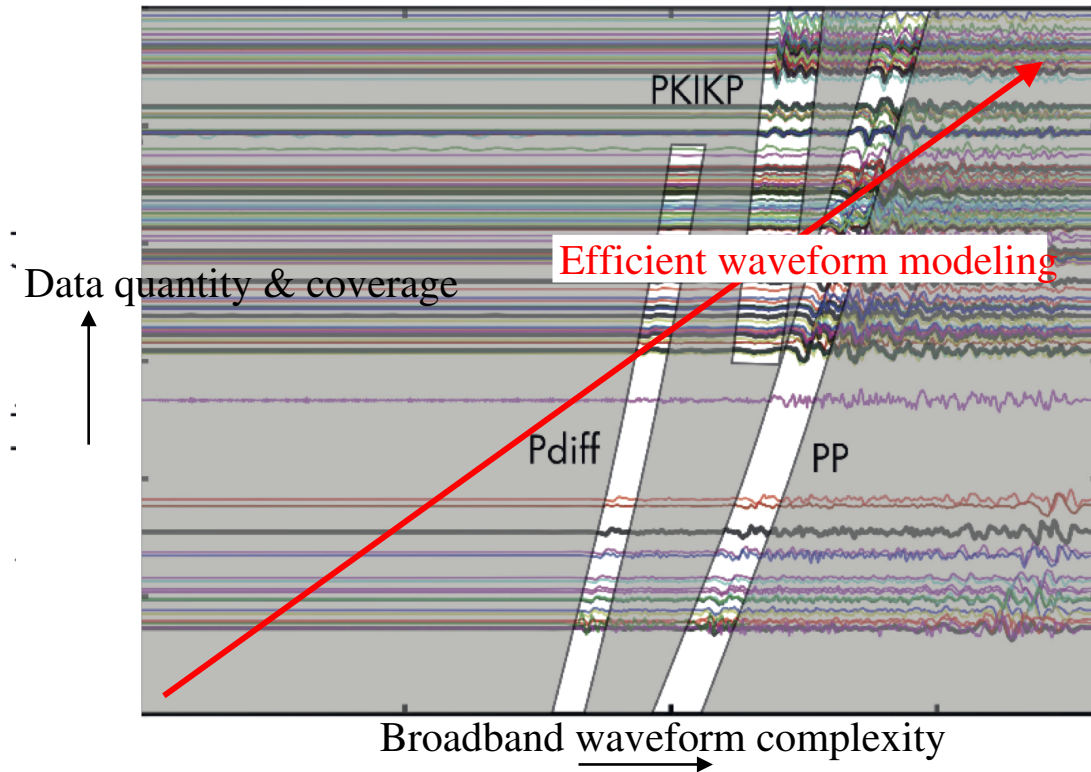 PKIKP
Efficient waveform modeling
Data quantity & coverage
Pdiff
PP
Broadband waveform complexity